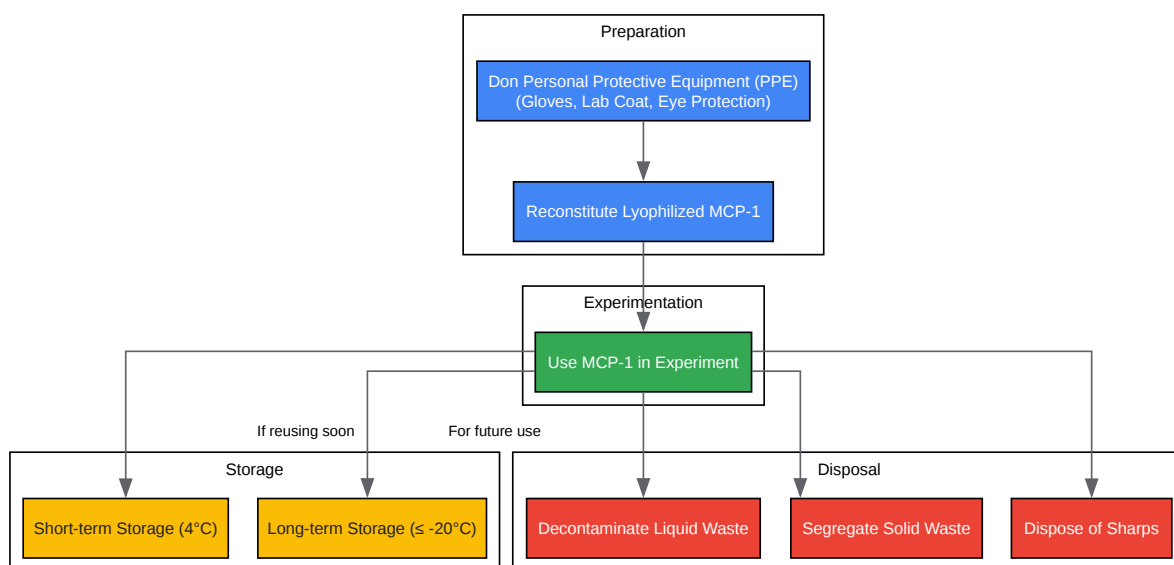 Preparation
Don Personal Protective Equipment (PPE)
(Gloves, Lab Coat, Eye Protection)
Reconstitute Lyophilized MCP-1
Experimentation
Use MCP-1 in Experiment
If reusing soon
For future use
Storage
Disposal
Short-term Storage (4°C)
Long-term Storage (≤ -20°C)
Decontaminate Liquid Waste
Segregate Solid Waste
Dispose of Sharps